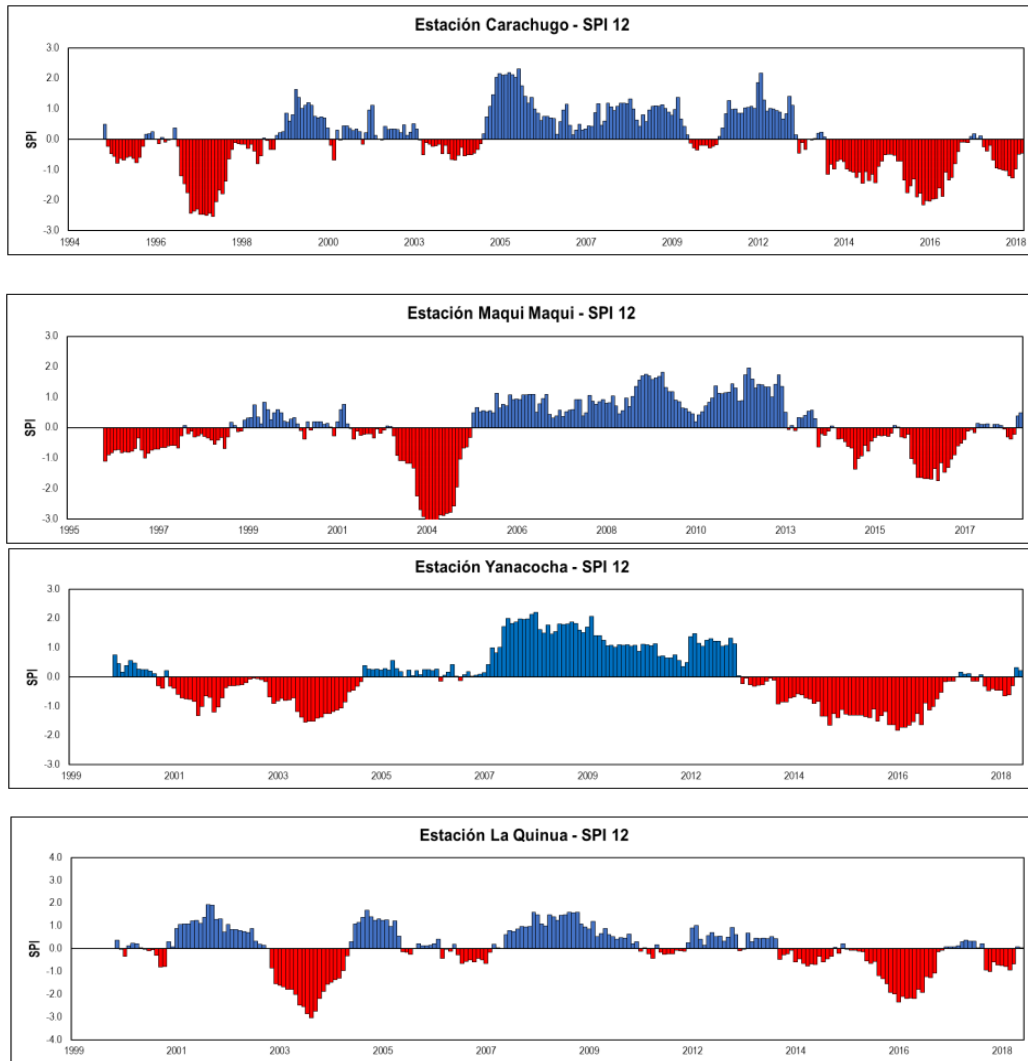 Estación Carachugo - SPI 12
3.0
2.0
1.0
0.0
-1.0
-2.0
-3.0
SPI
1994 1996 1998 2000 2003 2005 2007 2009 2012 2014 2016 2018
Estación Maqui Maqui - SPI 12
3.0
2.0
1.0
0.0
-1.0
-2.0
-3.0
SPI
1995 1997 1999 2001 2004 2006 2008 2010 2013 2015 2017
Estación Yanacocha - SPI 12
3.0
2.0
1.0
0.0
-1.0
-2.0
-3.0
SPI
1999 2001 2003 2005 2007 2009 2012 2014 2016 2018
Estación La Quinua - SPI 12
4.0
3.0
2.0
1.0
0.0
-1.0
-2.0
-3.0
-4.0
SPI
1999 2001 2003 2005 2007 2009 2012 2014 2016 2018